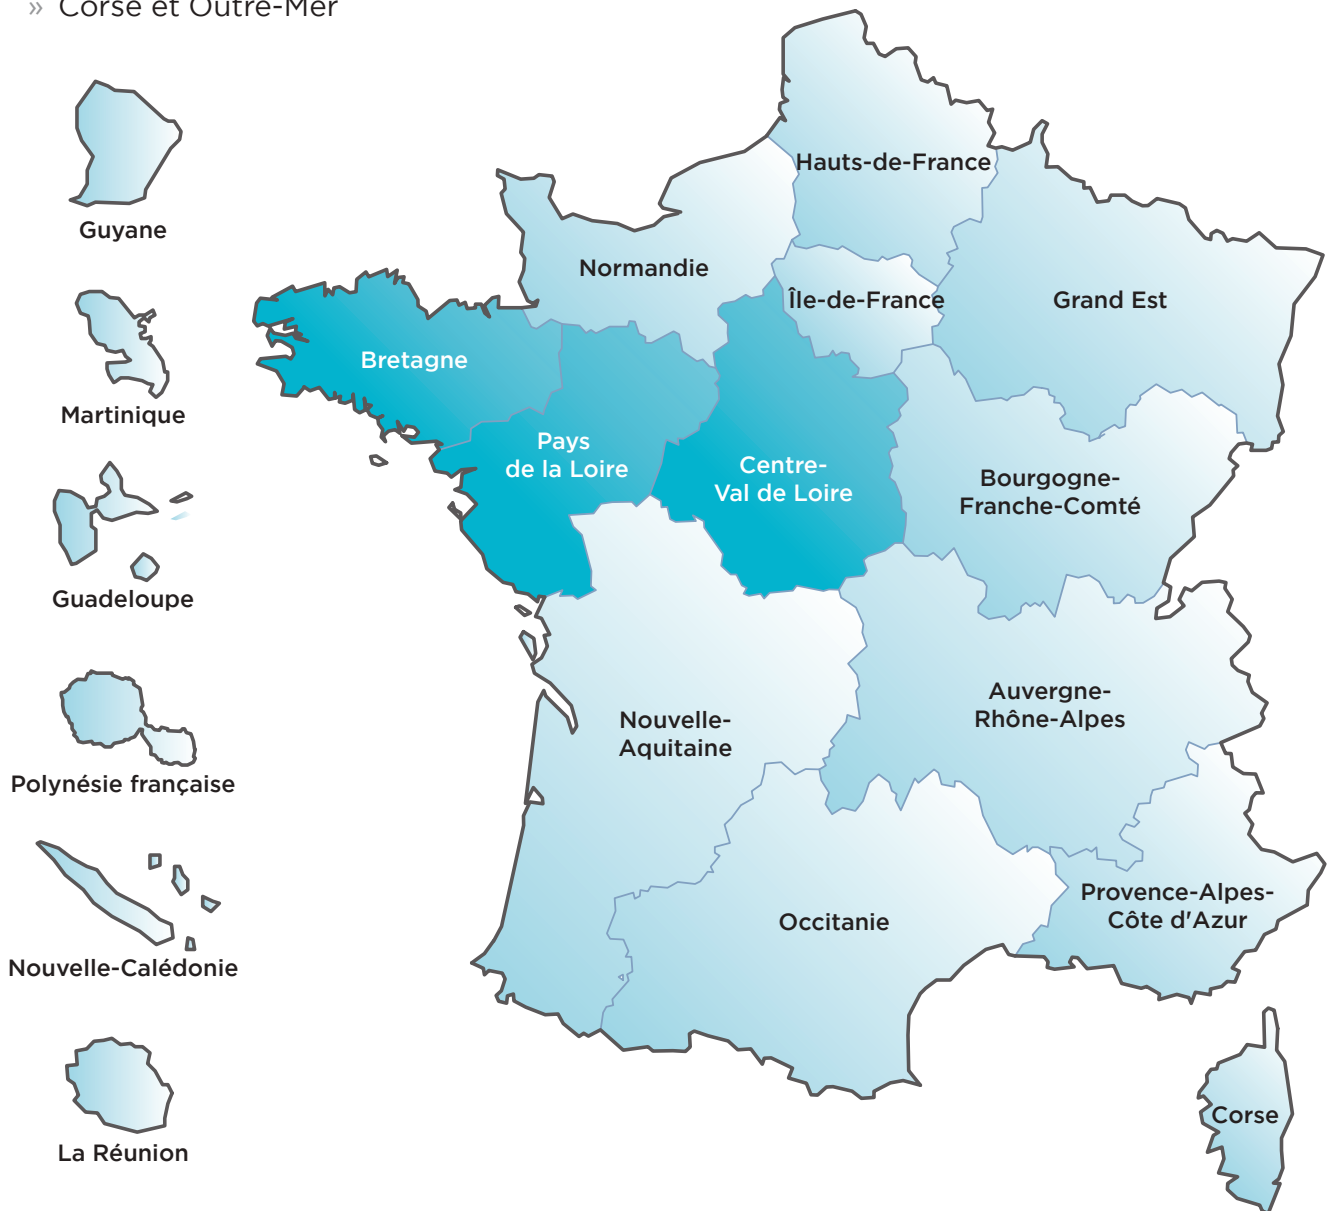 » Corse et Outre-Mer
Guyane
Martinique
Guadeloupe
Polynésie française
Nouvelle-Calédonie
La Réunion
Hauts-de-France
Normandie
Île-de-France
Grand Est
Bretagne
Pays
de la Loire
Centre-
Val de Loire
Bourgogne-
Franche-Comté
Auvergne-
Rhône-Alpes
Nouvelle-
Aquitaine
Occitanie
Provence-Alpes-
Côte d'Azur
Corse